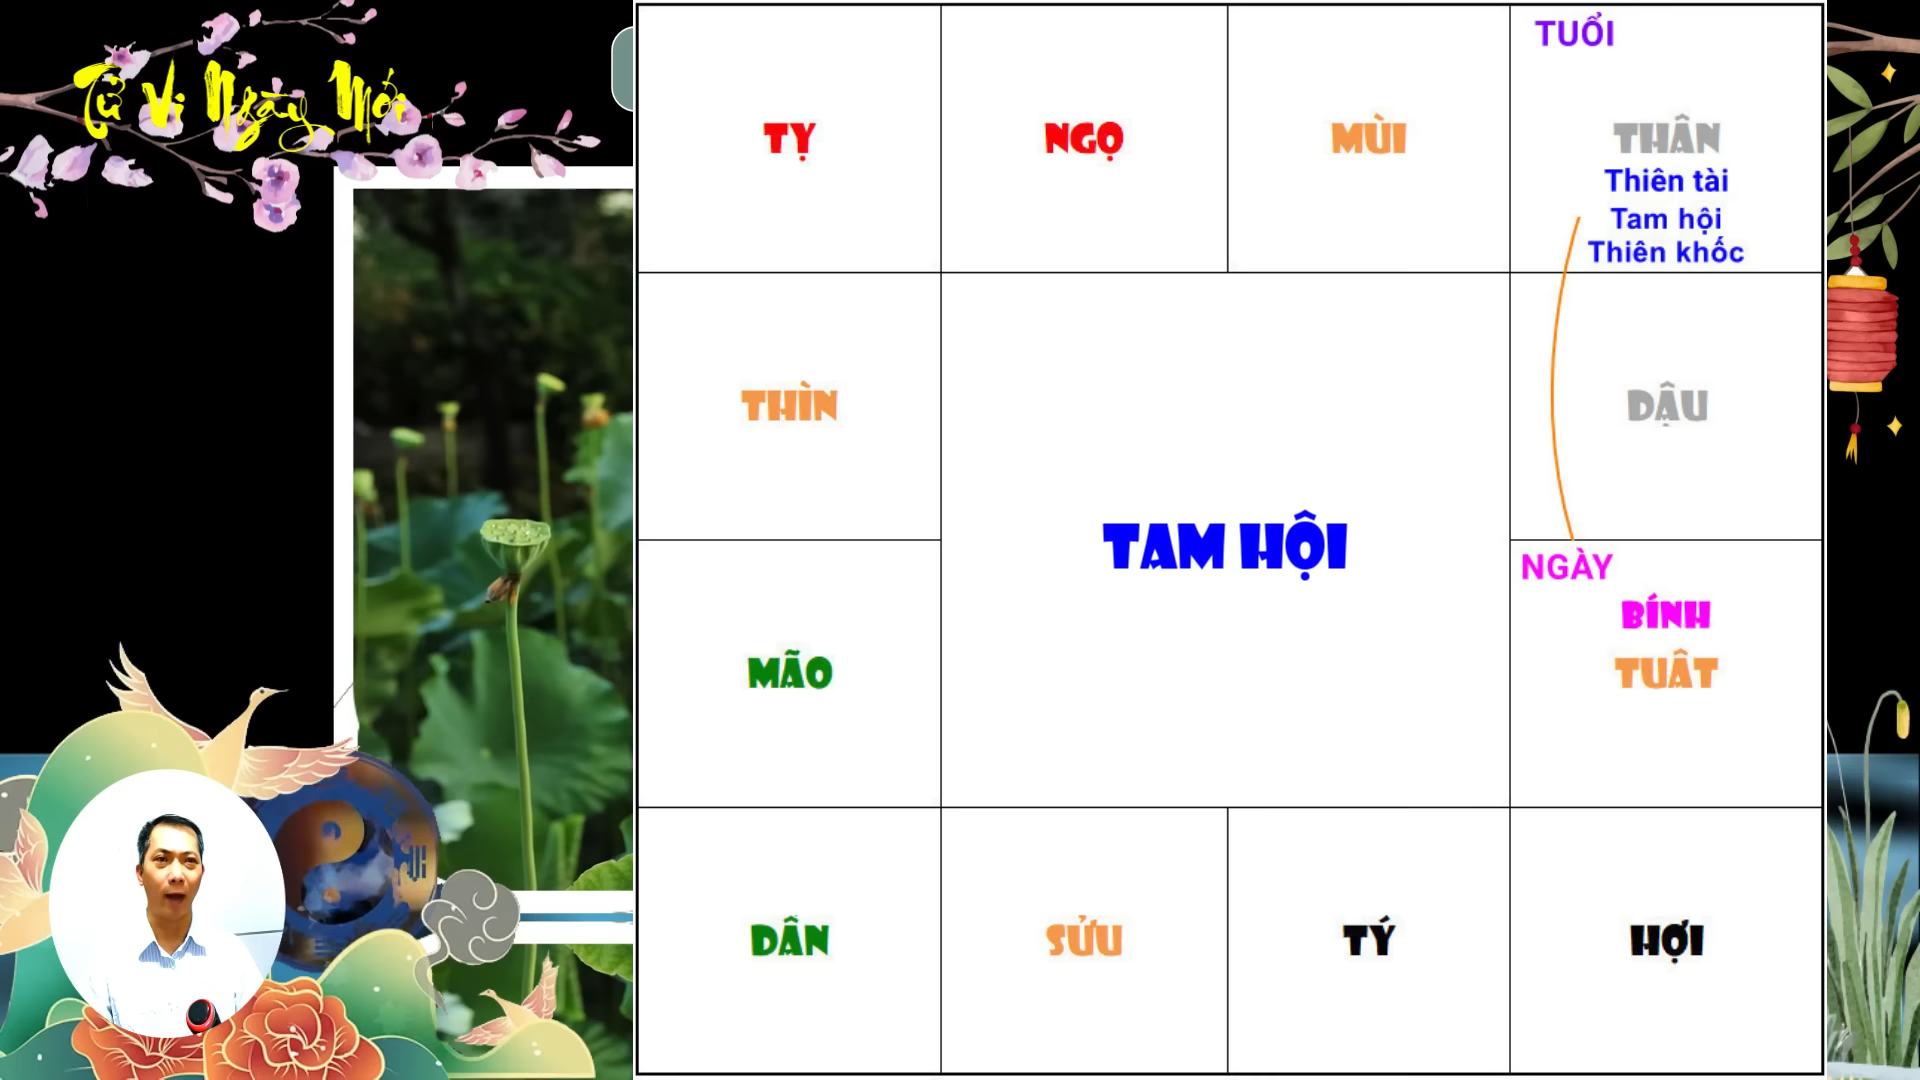 Tử Vi Ngày Mới
TUỔI
TỴ
NGỌ
MÙI
THÂN
Thiên tài
Tam hội
Thiên khốc
THÌN
DẬU
TAM HỘI
NGÀY
BÍNH
TUẤT
MÃO
DẦN
SỬU
TÝ
HỢI